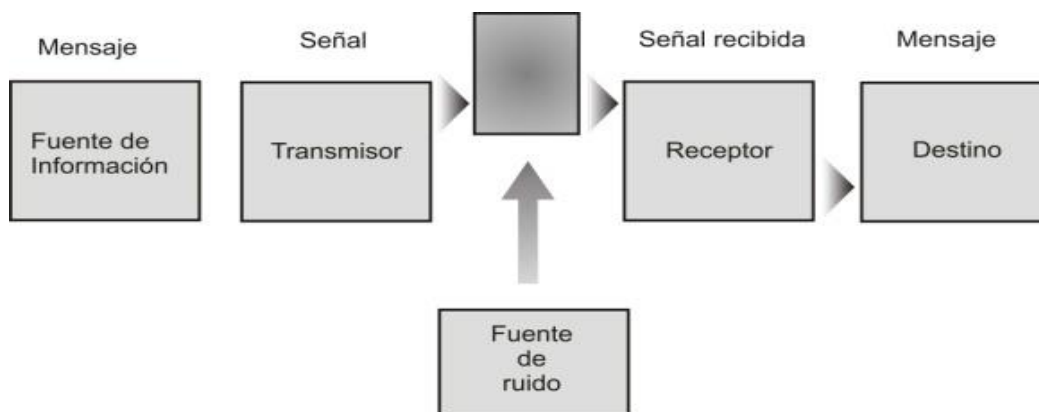 Mensaje
Señal
Señal recibida
Mensaje
Fuente de
Información
Transmisor
Receptor
Destino
Fuente
de
ruido